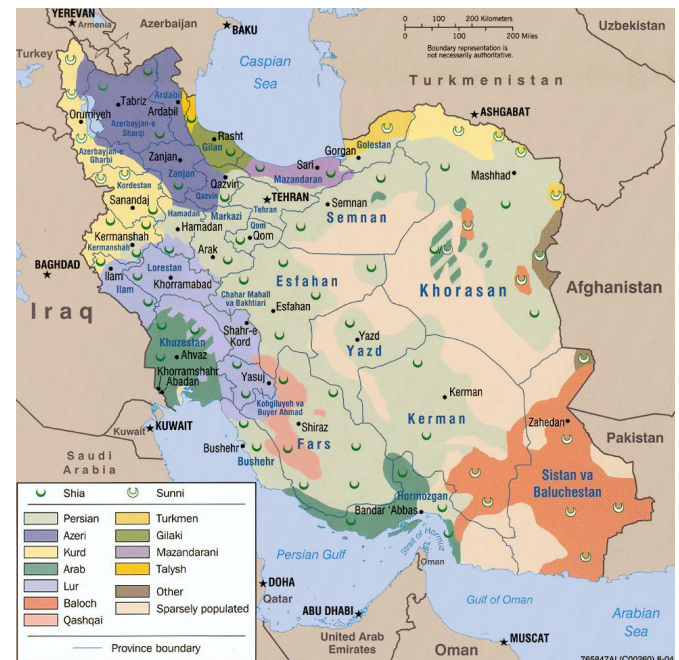 YEREVAN
Armenia
Azerbaijan
BAKU
Caspian
Sea
0 100 200 Kilometers
0 100 200 Miles
Boundary representation is
not necessarily authoritative.
Uzbekistan
Turkey
Turkmenistan
ASHGABAT
Tabriz
Ardabil
Ardabil
Orumiyeh
Azarbayjan-e
Sharqi
Azarbayjan-e
Gharbi
Rasht
Gilan
Zanjan
Zanjan
Gorgan
Golestan
Sari
Mazandaran
Mashhad
Kordestan
Sanandaj
Qazvin
Qazvin
TEHRAN
Tehran
Semnan
Semnan
Hamadan
Hamadan
Markazi
Qom
Qom
Kermanshah
Kermanshah
Arak
BAGHDAD
Ilam
Ilam
Lorestan
Khorramabad
Esfahan
Esfahan
Khorasan
Afghanistan
Iraq
Chahar Mahall
va Bakhtiari
Shahr-e
Kord
Yazd
Yazd
Khuzestan
Ahvaz
Khorramshahr
Abadan
Yasuj
Kohgiluyeh va
Buyer Ahmad
Kerman
Kerman
Kuwait
KUWAIT
Shiraz
Fars
Bushehr
Bushehr
Zahedan
Pakistan
Saudi
Arabia
Sistan va
Baluchestan
Hormozgan
Bandar 'Abbas
Strait of Hormuz
Oman
Persian Gulf
DOHA
Qatar
ABU DHABI
United Arab
Emirates
Gulf of Oman
MUSCAT
Oman
Arabian
Sea
Shia
Sunni
Persian
Turkmen
Azeri
Gilaki
Kurd
Mazandarani
Arab
Talysh
Lur
Other
Baloch
Sparsely populated
Qashqai
Province boundary
765847AI (C00260) 8-04